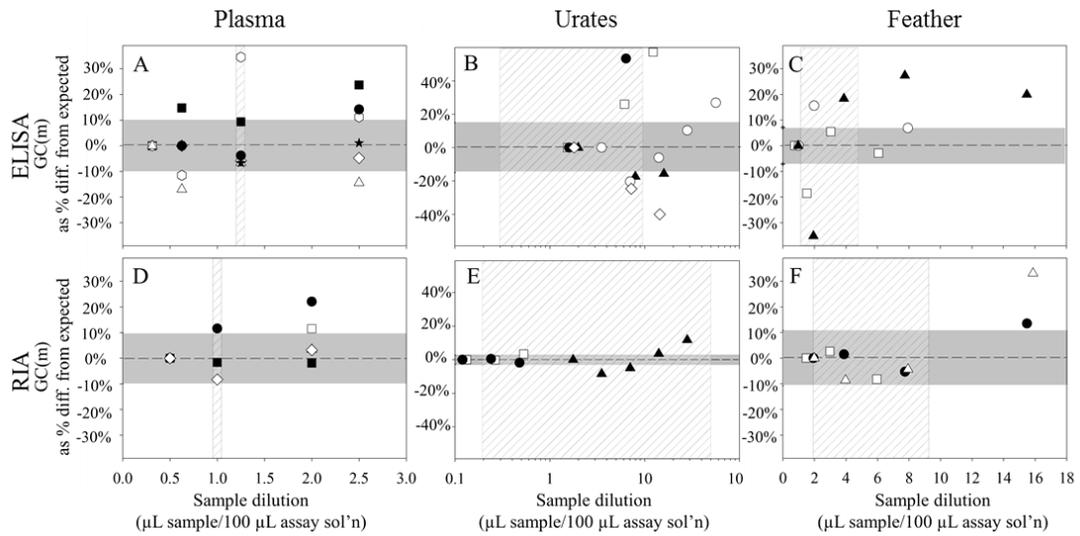 Plasma Urates Feather
ELISA
GC(m)
as % diff. from expected
A
30%
20%
10%
0%
-10%
-20%
-30%
B
40%
20%
0%
-20%
-40%
C
30%
20%
10%
0%
-10%
-20%
-30%
RIA
GC(m)
as % diff. from expected
D
30%
20%
10%
0%
-10%
-20%
-30%
0.0 0.5 1.0 1.5 2.0 2.5 3.0
Sample dilution
(µL sample/100 µL assay sol’n)
E
40%
20%
0%
-20%
-40%
0.1 1 10 10
Sample dilution
(µL sample/100 µL assay sol’n)
F
30%
20%
10%
0%
-10%
-20%
-30%
0 2 4 6 8 10 12 14 16 18
Sample dilution
(µL sample/100 µL assay sol’n)